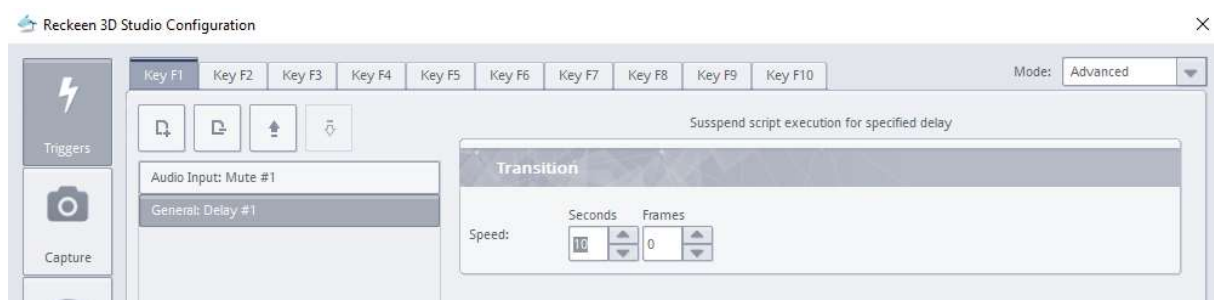 Reckeen 3D Studio Configuration
Key F1 Key F2 Key F3 Key F4 Key F5 Key F6 Key F7 Key F8 Key F9 Key F10 Mode: Advanced
Triggers
Susspend script execution for specified delay
Audio Input: Mute #1
Transition
General: Delay #1
Seconds Frames
Speed: 10 0
Capture